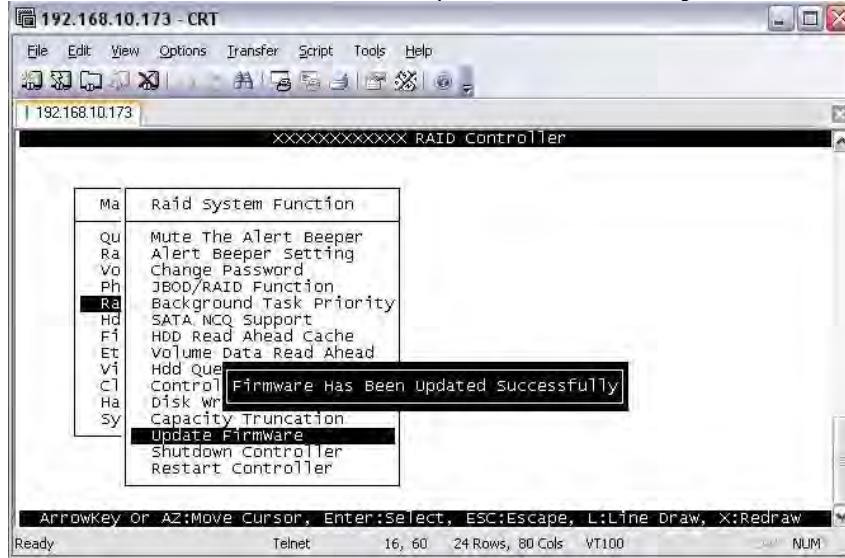 192.168.10.173 - CRT
File Edit View Options Transfer Script Tools Help
192.168.10.173
XXXXXXXXXXXX RAID Controller
Ma
Raid System Function
Qu
Mute The Alert Beeper
Ra
Alert Beeper Setting
Vo
Change Password
Ph
JBOD/RAID Function
Ra
Background Task Priority
Hd
SATA NCQ Support
Fi
HDD Read Ahead Cache
Et
Volume Data Read Ahead
Vi
Hdd Que
Cl
Control
Firmware Has Been Updated Successfully
Ha
Disk Wr
Sy
Capacity Truncation
Update Firmware
Shutdown Controller
Restart Controller
ArrowKey Or AZ:Move Cursor, Enter:Select, ESC:Escape, L:Line Draw, X:Redraw
Ready Telnet 16, 60 24 Rows, 80 Cols VT100 NUM